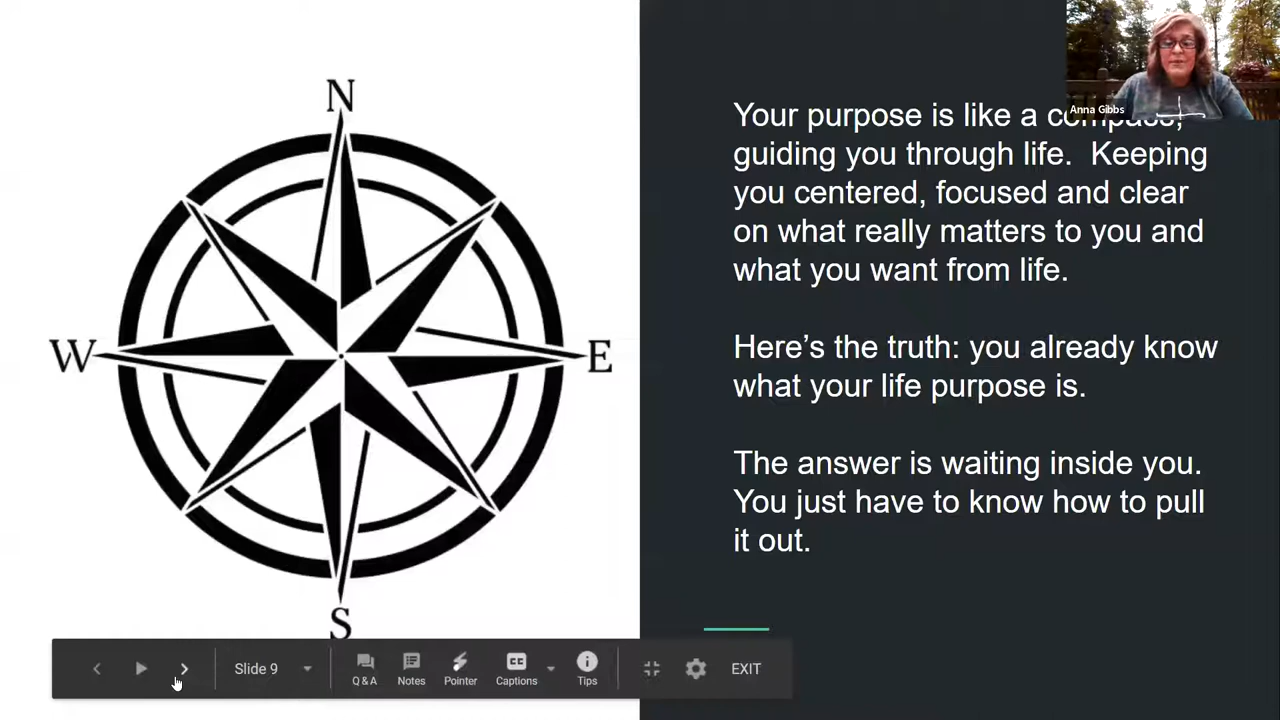 N
W
E
S
Anna Gibbs
Your purpose is like a compass,
guiding you through life. Keeping
you centered, focused and clear
on what really matters to you and
what you want from life.
Here's the truth: you already know
what your life purpose is.
The answer is waiting inside you.
You just have to know how to pull
it out.
Slide 9
Q & A
Notes
Pointer
CC
Captions
Tips
EXIT